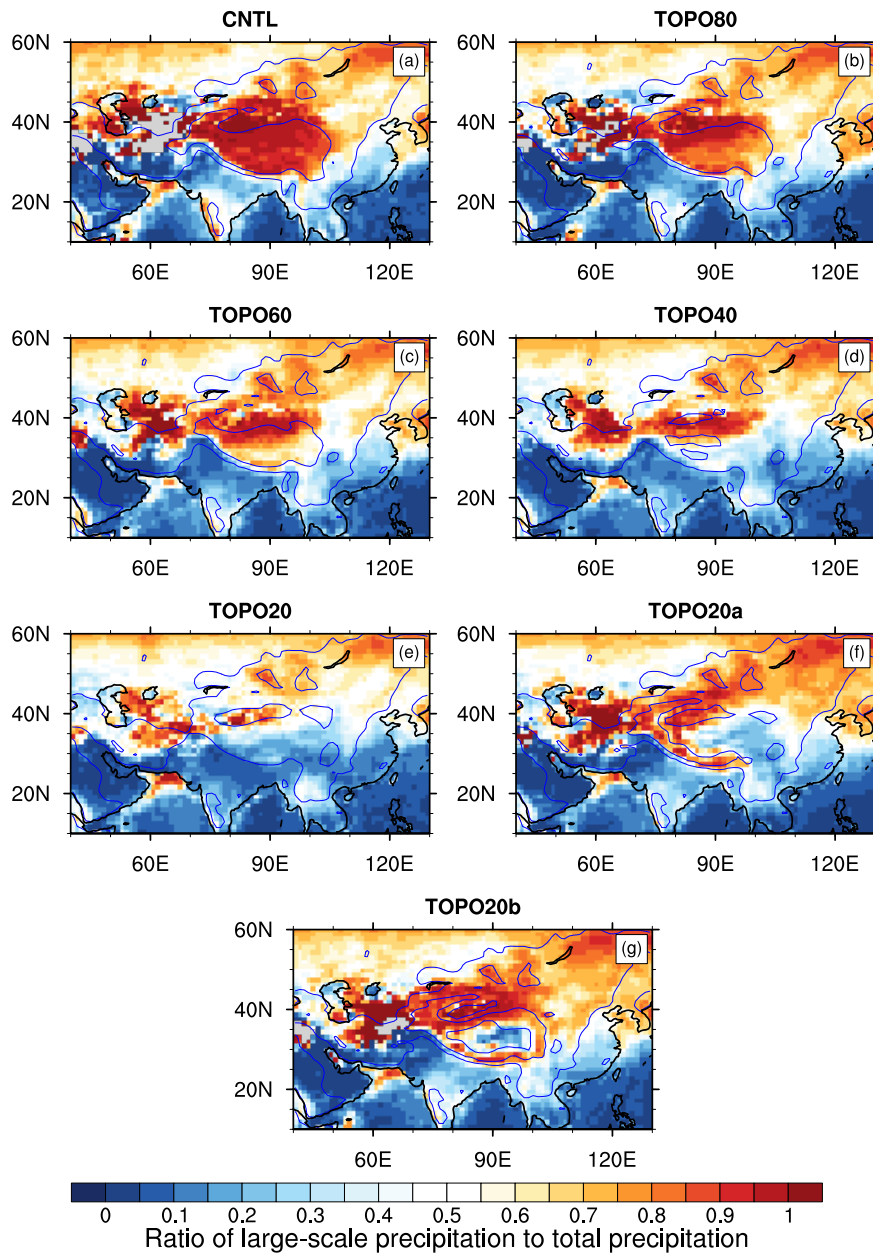 CNTL TOPO80
60N (a) 60N (b)
40N 40N
20N 20N
60E 90E 120E 60E 90E 120E
TOPO60 TOPO40
60N (c) 60N (d)
40N 40N
20N 20N
60E 90E 120E 60E 90E 120E
TOPO20 TOPO20a
60N (e) 60N (f)
40N 40N
20N 20N
60E 90E 120E 60E 90E 120E
TOPO20b
60N (g)
40N
20N
60E 90E 120E
0 0.1 0.2 0.3 0.4 0.5 0.6 0.7 0.8 0.9 1
Ratio of large-scale precipitation to total precipitation